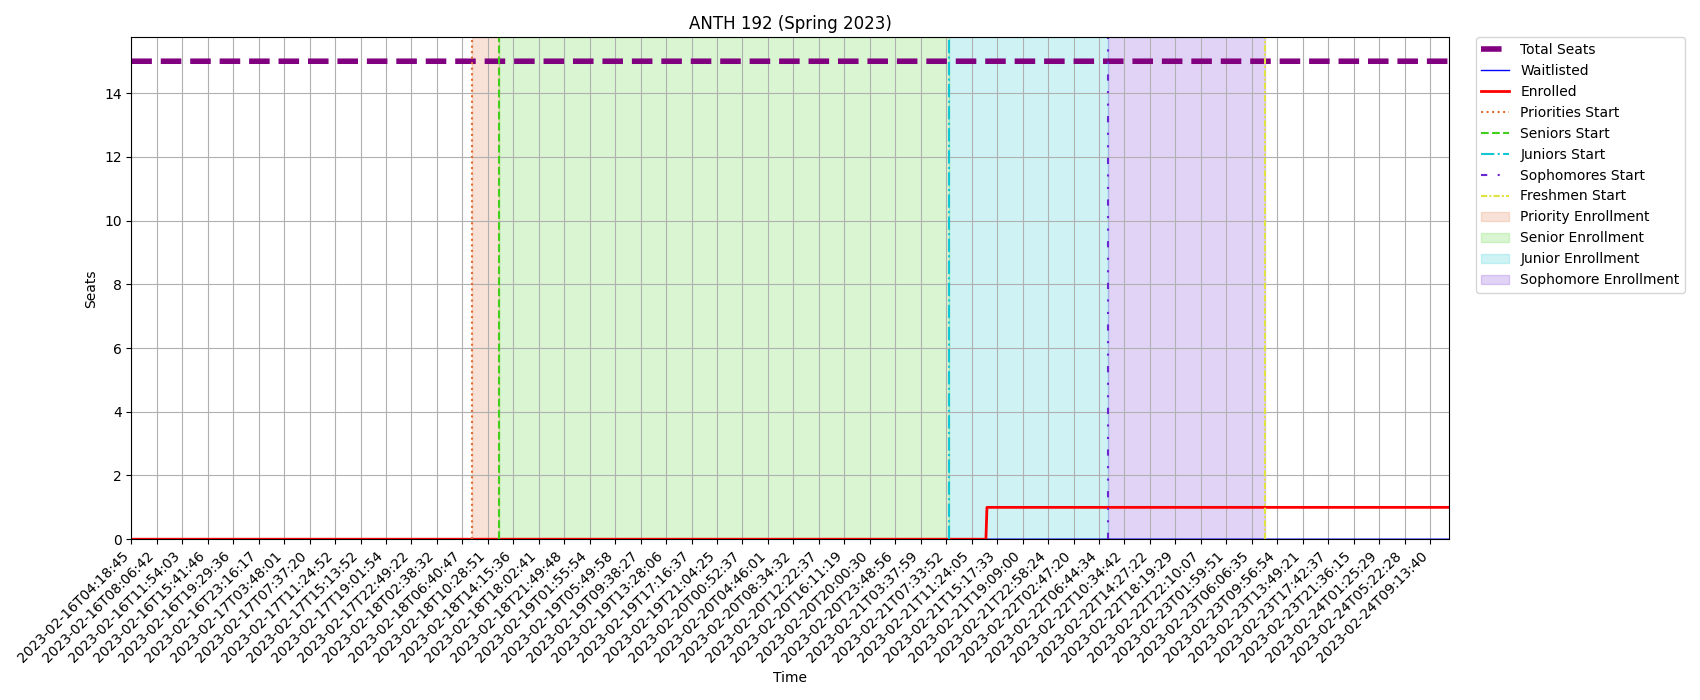 ANTH 192 (Spring 2023)
Seats
14
12
10
8
6
4
2
0
2023-02-16T04:18:45
2023-02-16T08:06:42
2023-02-16T11:54:03
2023-02-16T15:41:46
2023-02-16T19:29:36
2023-02-16T23:16:17
2023-02-17T03:48:01
2023-02-17T07:37:20
2023-02-17T11:24:52
2023-02-17T15:13:52
2023-02-17T19:01:54
2023-02-17T22:49:22
2023-02-18T02:38:32
2023-02-18T06:40:47
2023-02-18T10:28:51
2023-02-18T14:15:36
2023-02-18T18:02:41
2023-02-18T21:49:48
2023-02-19T01:55:54
2023-02-19T05:49:58
2023-02-19T09:38:27
2023-02-19T13:28:06
2023-02-19T17:16:37
2023-02-19T21:04:25
2023-02-20T00:52:37
2023-02-20T04:46:01
2023-02-20T08:34:32
2023-02-20T12:22:37
2023-02-20T16:11:19
2023-02-20T20:00:30
2023-02-20T23:48:56
2023-02-21T03:37:59
2023-02-21T07:33:52
2023-02-21T11:24:05
2023-02-21T15:17:33
2023-02-21T19:09:00
2023-02-21T22:58:24
2023-02-22T02:47:20
2023-02-22T06:44:34
2023-02-22T10:34:42
2023-02-22T14:27:22
2023-02-22T18:19:29
2023-02-22T22:10:07
2023-02-23T01:59:51
2023-02-23T06:06:35
2023-02-23T09:56:54
2023-02-23T13:49:21
2023-02-23T17:42:37
2023-02-23T21:36:15
2023-02-24T01:25:29
2023-02-24T05:22:28
2023-02-24T09:13:40
Time
Total Seats
Waitlisted
Enrolled
Priorities Start
Seniors Start
Juniors Start
Sophomores Start
Freshmen Start
Priority Enrollment
Senior Enrollment
Junior Enrollment
Sophomore Enrollment